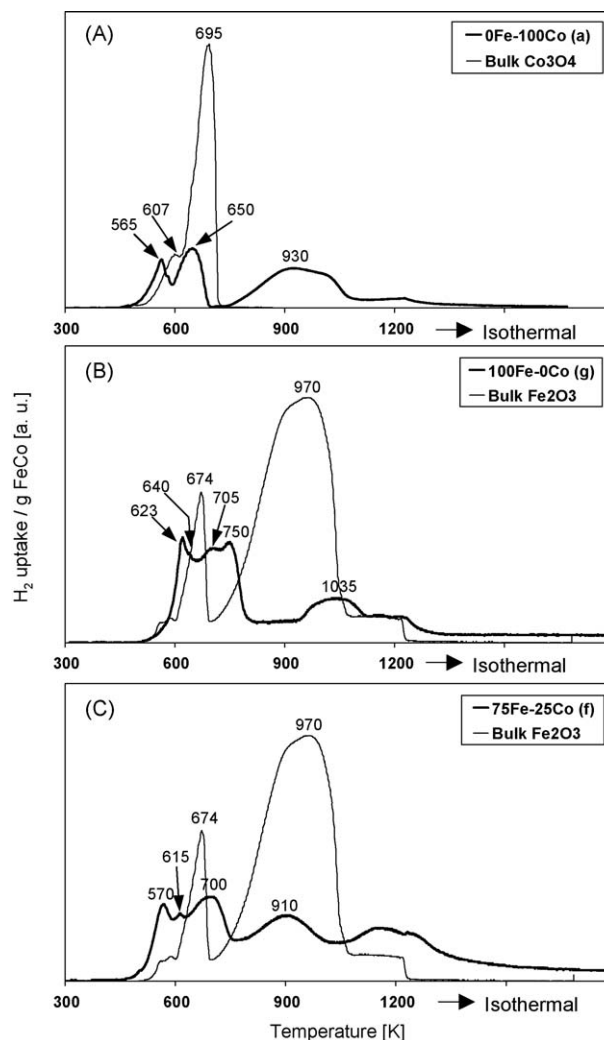 (A)
0Fe-100Co (a)
Bulk Co3O4
695
565
607
650
930
300 600 900 1200 Isothermal
(B)
100Fe-0Co (g)
Bulk Fe2O3
970
674
640
623
705
750
1035
300 600 900 1200 Isothermal
(C)
75Fe-25Co (f)
Bulk Fe2O3
970
674
615
570
700
910
300 600 900 1200 Isothermal
H2 uptake / g FeCo [a. u.]
Temperature [K]